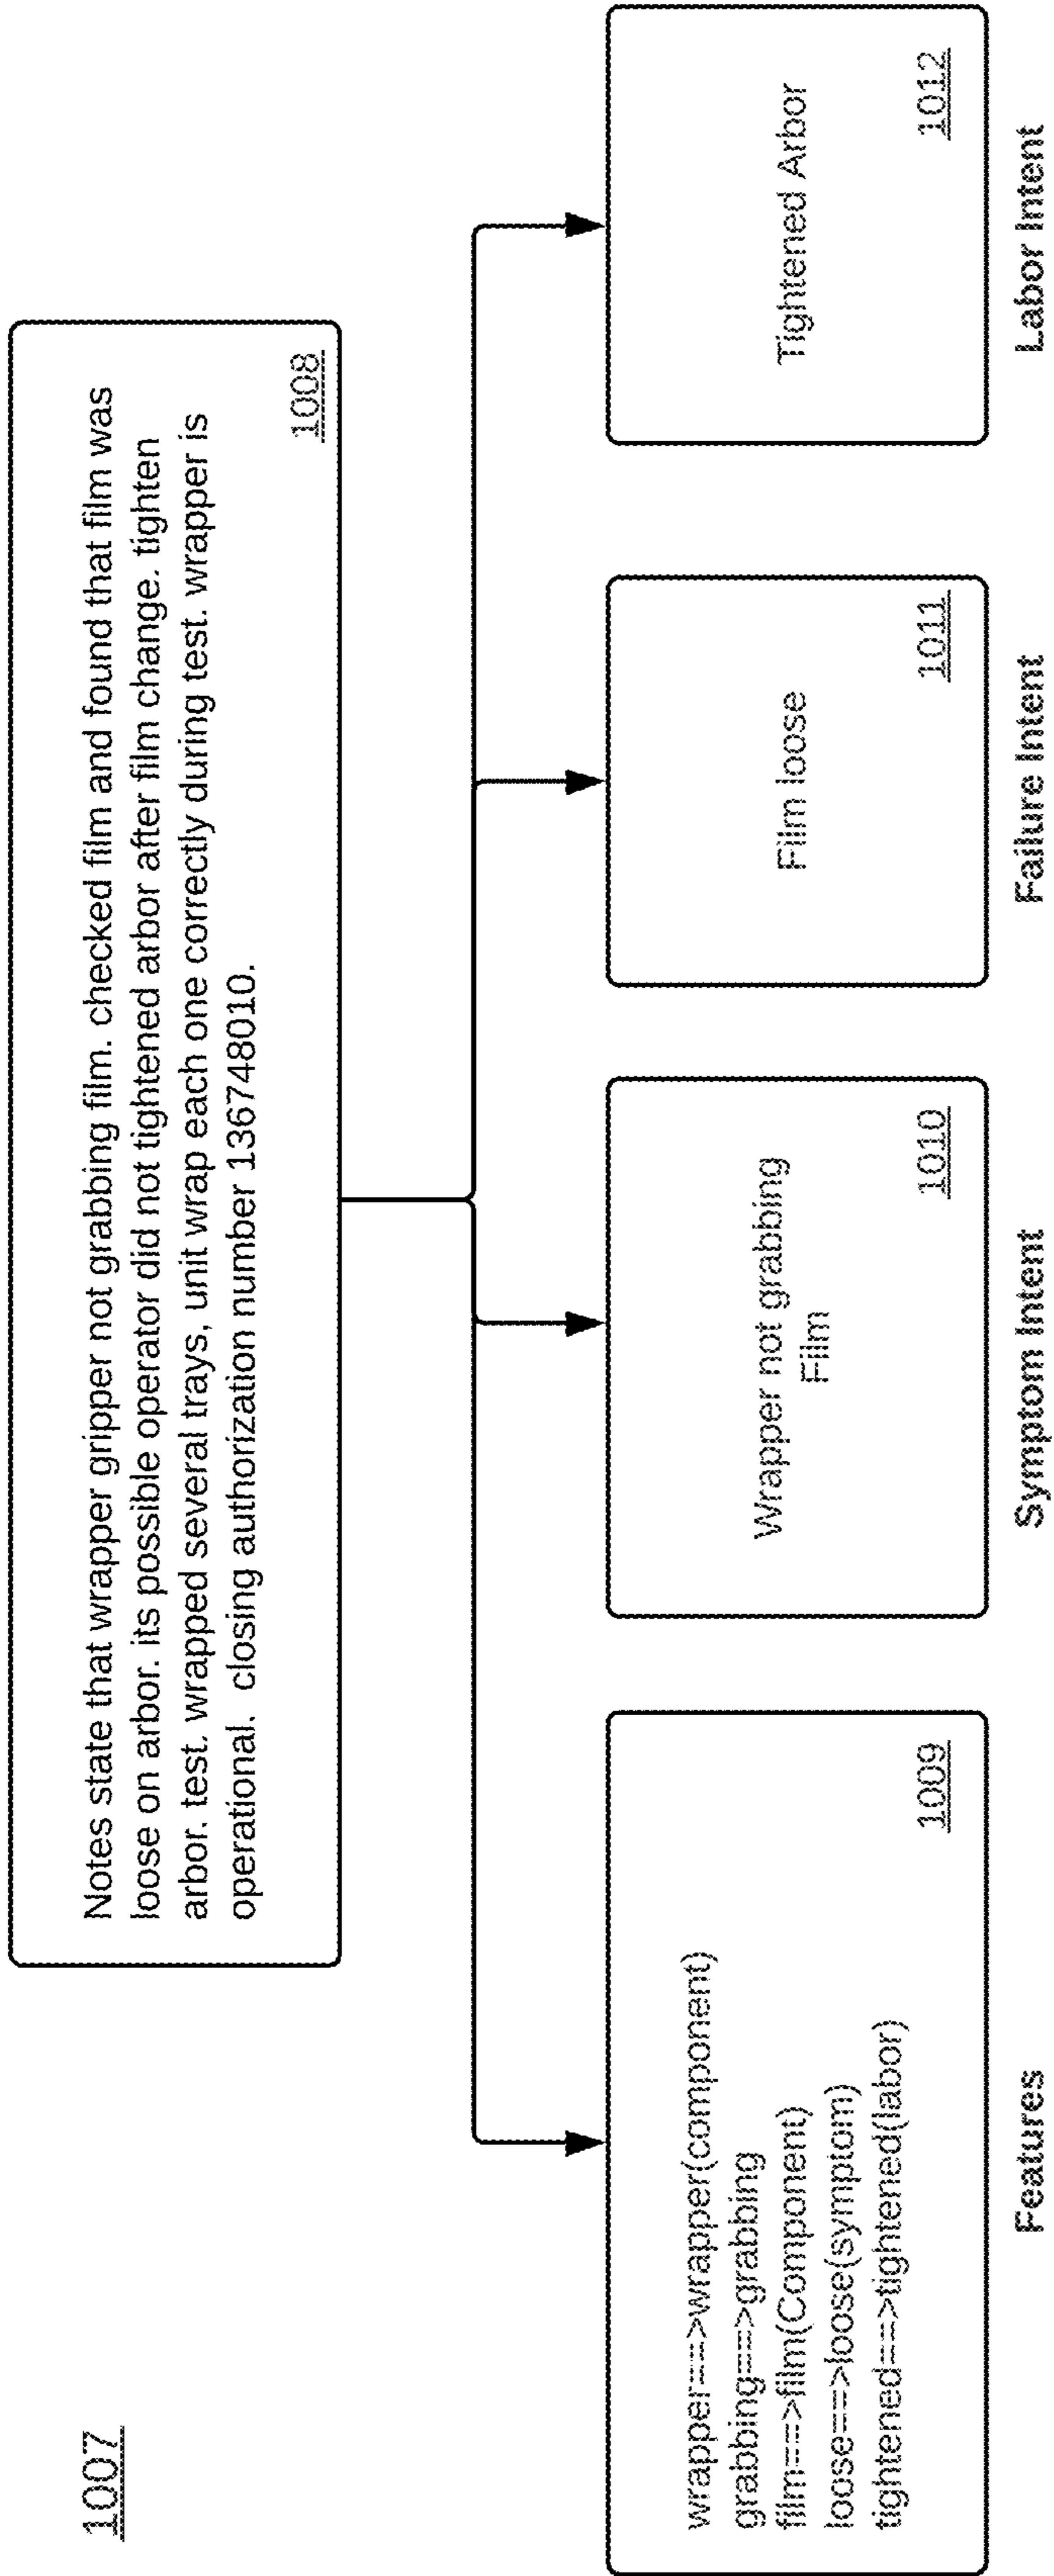 1007
Notes state that wrapper gripper not grabbing film. checked film and found that film was
loose on arbor. its possible operator did not tightened arbor after film change. tighten
arbor. test. wrapped several trays, unit wrap each one correctly during test. wrapper is
operational. closing authorization number 136748010.
1008
wrapper==>wrapper(component)
grabbing==>grabbing
film==>film(Component)
loose==>loose(symptom)
tightened==>tightened(labor)
1009
Features
Wrapper not grabbing
Film
1010
Symptom Intent
Film loose
1011
Failure Intent
Tightened Arbor
1012
Labor Intent